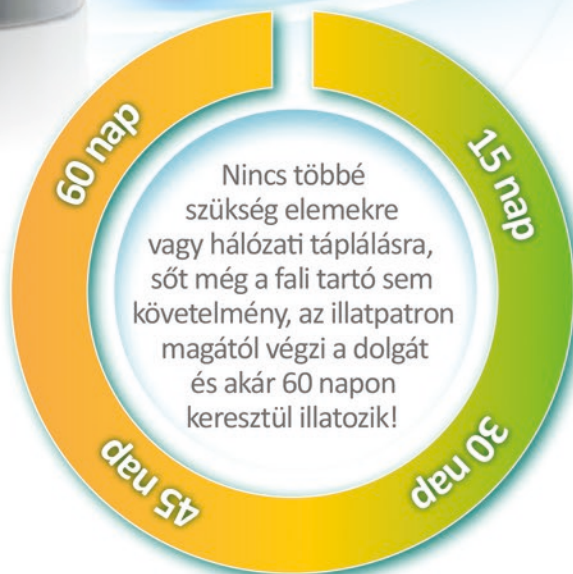 15 nap
30 nap
45 nap
60 nap
Nincs többé
szükség elemekre
vagy hálózati táplálásra,
sőt még a fali tartó sem
követelmény, az illatpatron
magától végzi a dolgát
és akár 60 napon
keresztül illatozik!